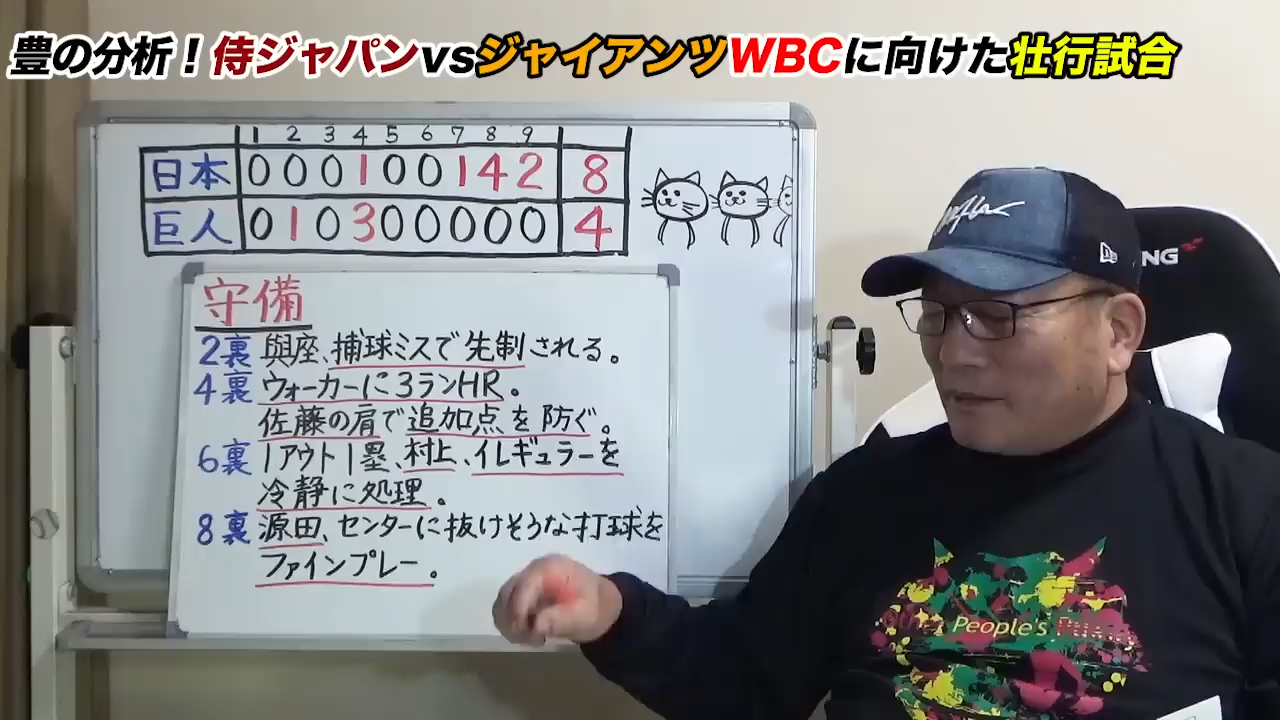 豊の分析！侍ジャパンvsジャイアンツWBCに向けた壮行試合
1 2 3 4 5 6 7 8 9
日本 0 0 0 1 0 0 1 4 2 8
巨人 0 1 0 3 0 0 0 0 0 4
守備
2裏 與座、捕球ミスで先制される。
4裏 ウォーカーに3ランHR。
佐藤の肩で追加点を防ぐ。
6裏 1アウト1塁、村上、イレギュラーを
冷静に処理。
8裏 源田、センターに抜けそうな打球を
ファインプレー。
NG
People's